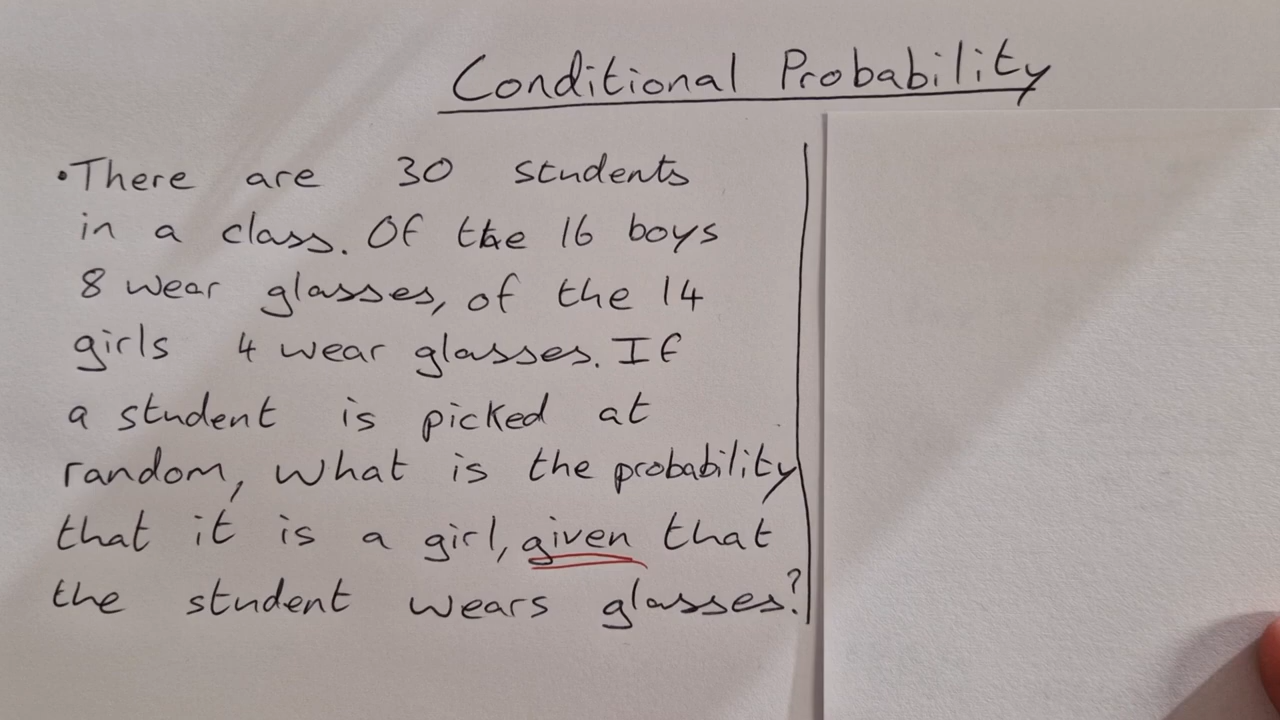 Conditional Probability
•There are 30 students
in a class. Of the 16 boys
8 wear glasses, of the 14
girls 4 wear glasses. If
a student is picked at
random, what is the probability
that it is a girl, given that
the student wears glasses?